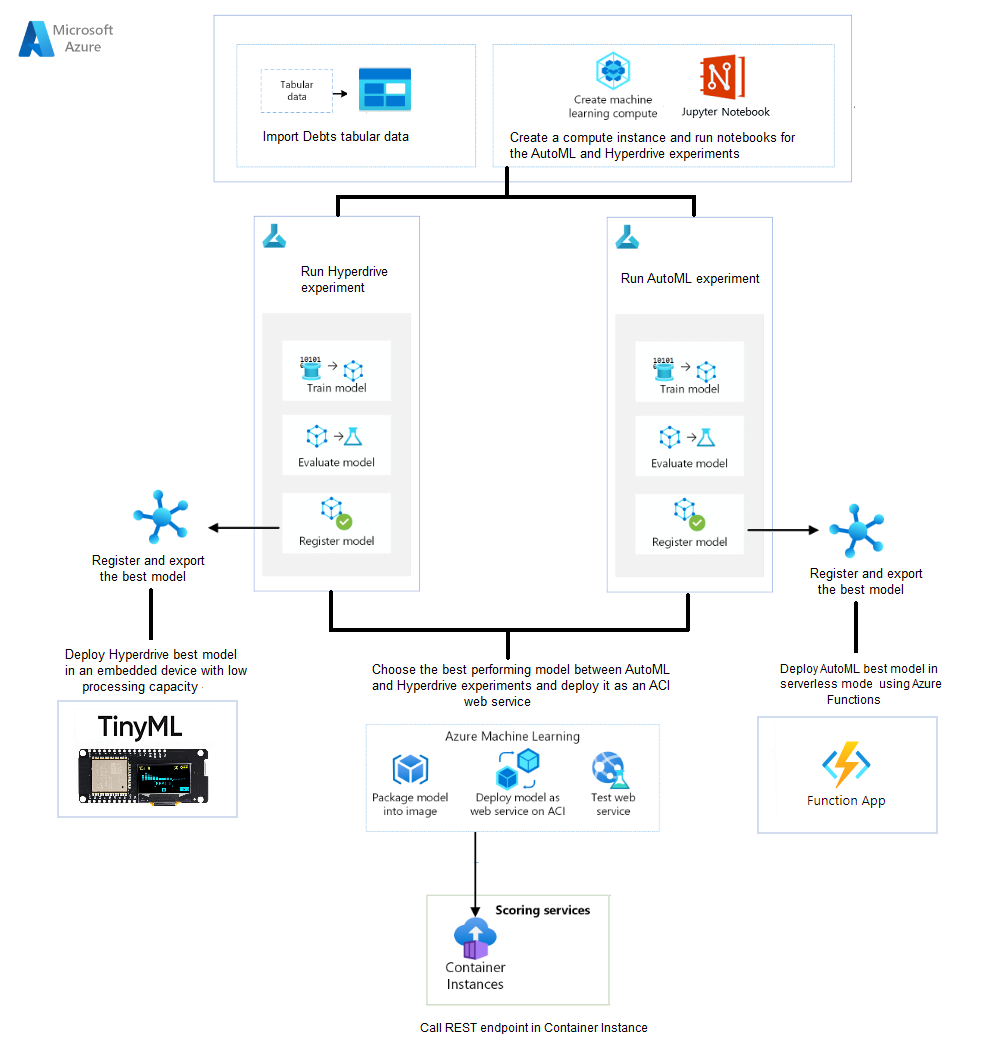 Microsoft
Azure
Tabular
data
Import Debts tabular data
Create machine
learning compute
Jupyter Notebook
Create a compute instance and run notebooks for
the AutoML and Hyperdrive experiments
Run Hyperdrive
experiment
10101
Train model
Evaluate model
Register model
Run AutoML experiment
10101
Train model
Evaluate model
Register model
Register and export
the best model
Register and export
the best model
Deploy Hyperdrive best model
in an embedded device with low
processing capacity
TinyML
Choose the best performing model between AutoML
and Hyperdrive experiments and deploy it as an ACI
web service
Deploy AutoML best model in
serverless mode using Azure
Functions
Azure Machine Learning
Package model
into image
Deploy model as
web service on ACI
Test web
service
Function App
Scoring services
Container
Instances
Call REST endpoint in Container Instance